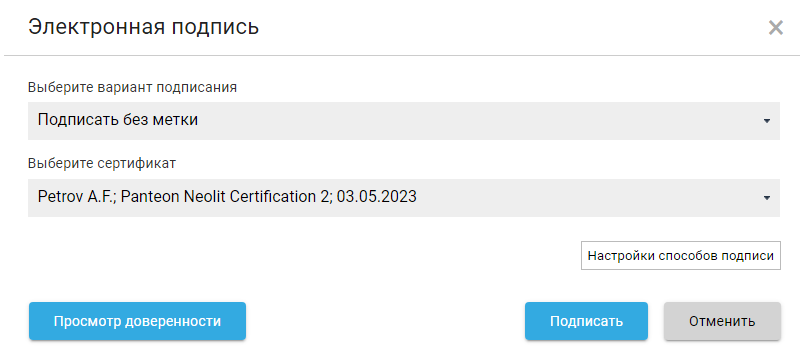 Электронная подпись
Выберите вариант подписания
Подписать без метки
Выберите сертификат
Petrov A.F.; Panteon Neolit Certification 2; 03.05.2023
Настройки способов подписи
Просмотр доверенности
Подписать
Отменить